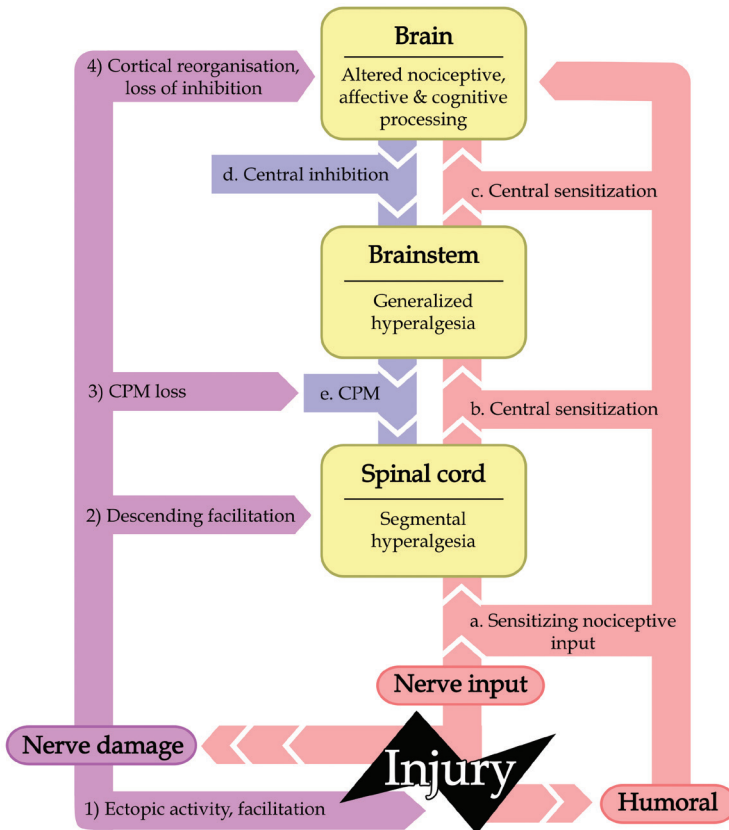 Brain
4) Cortical reorganisation,
loss of inhibition
Altered nociceptive,
affective & cognitive
processing
d. Central inhibition
c. Central sensitization
Brainstem
Generalized
hyperalgesia
3) CPM loss
e. CPM
b. Central sensitization
Spinal cord
2) Descending facilitation
Segmental
hyperalgesia
a. Sensitizing nociceptive
input
Nerve input
Nerve damage
Injury
1) Ectopic activity, facilitation
Humoral